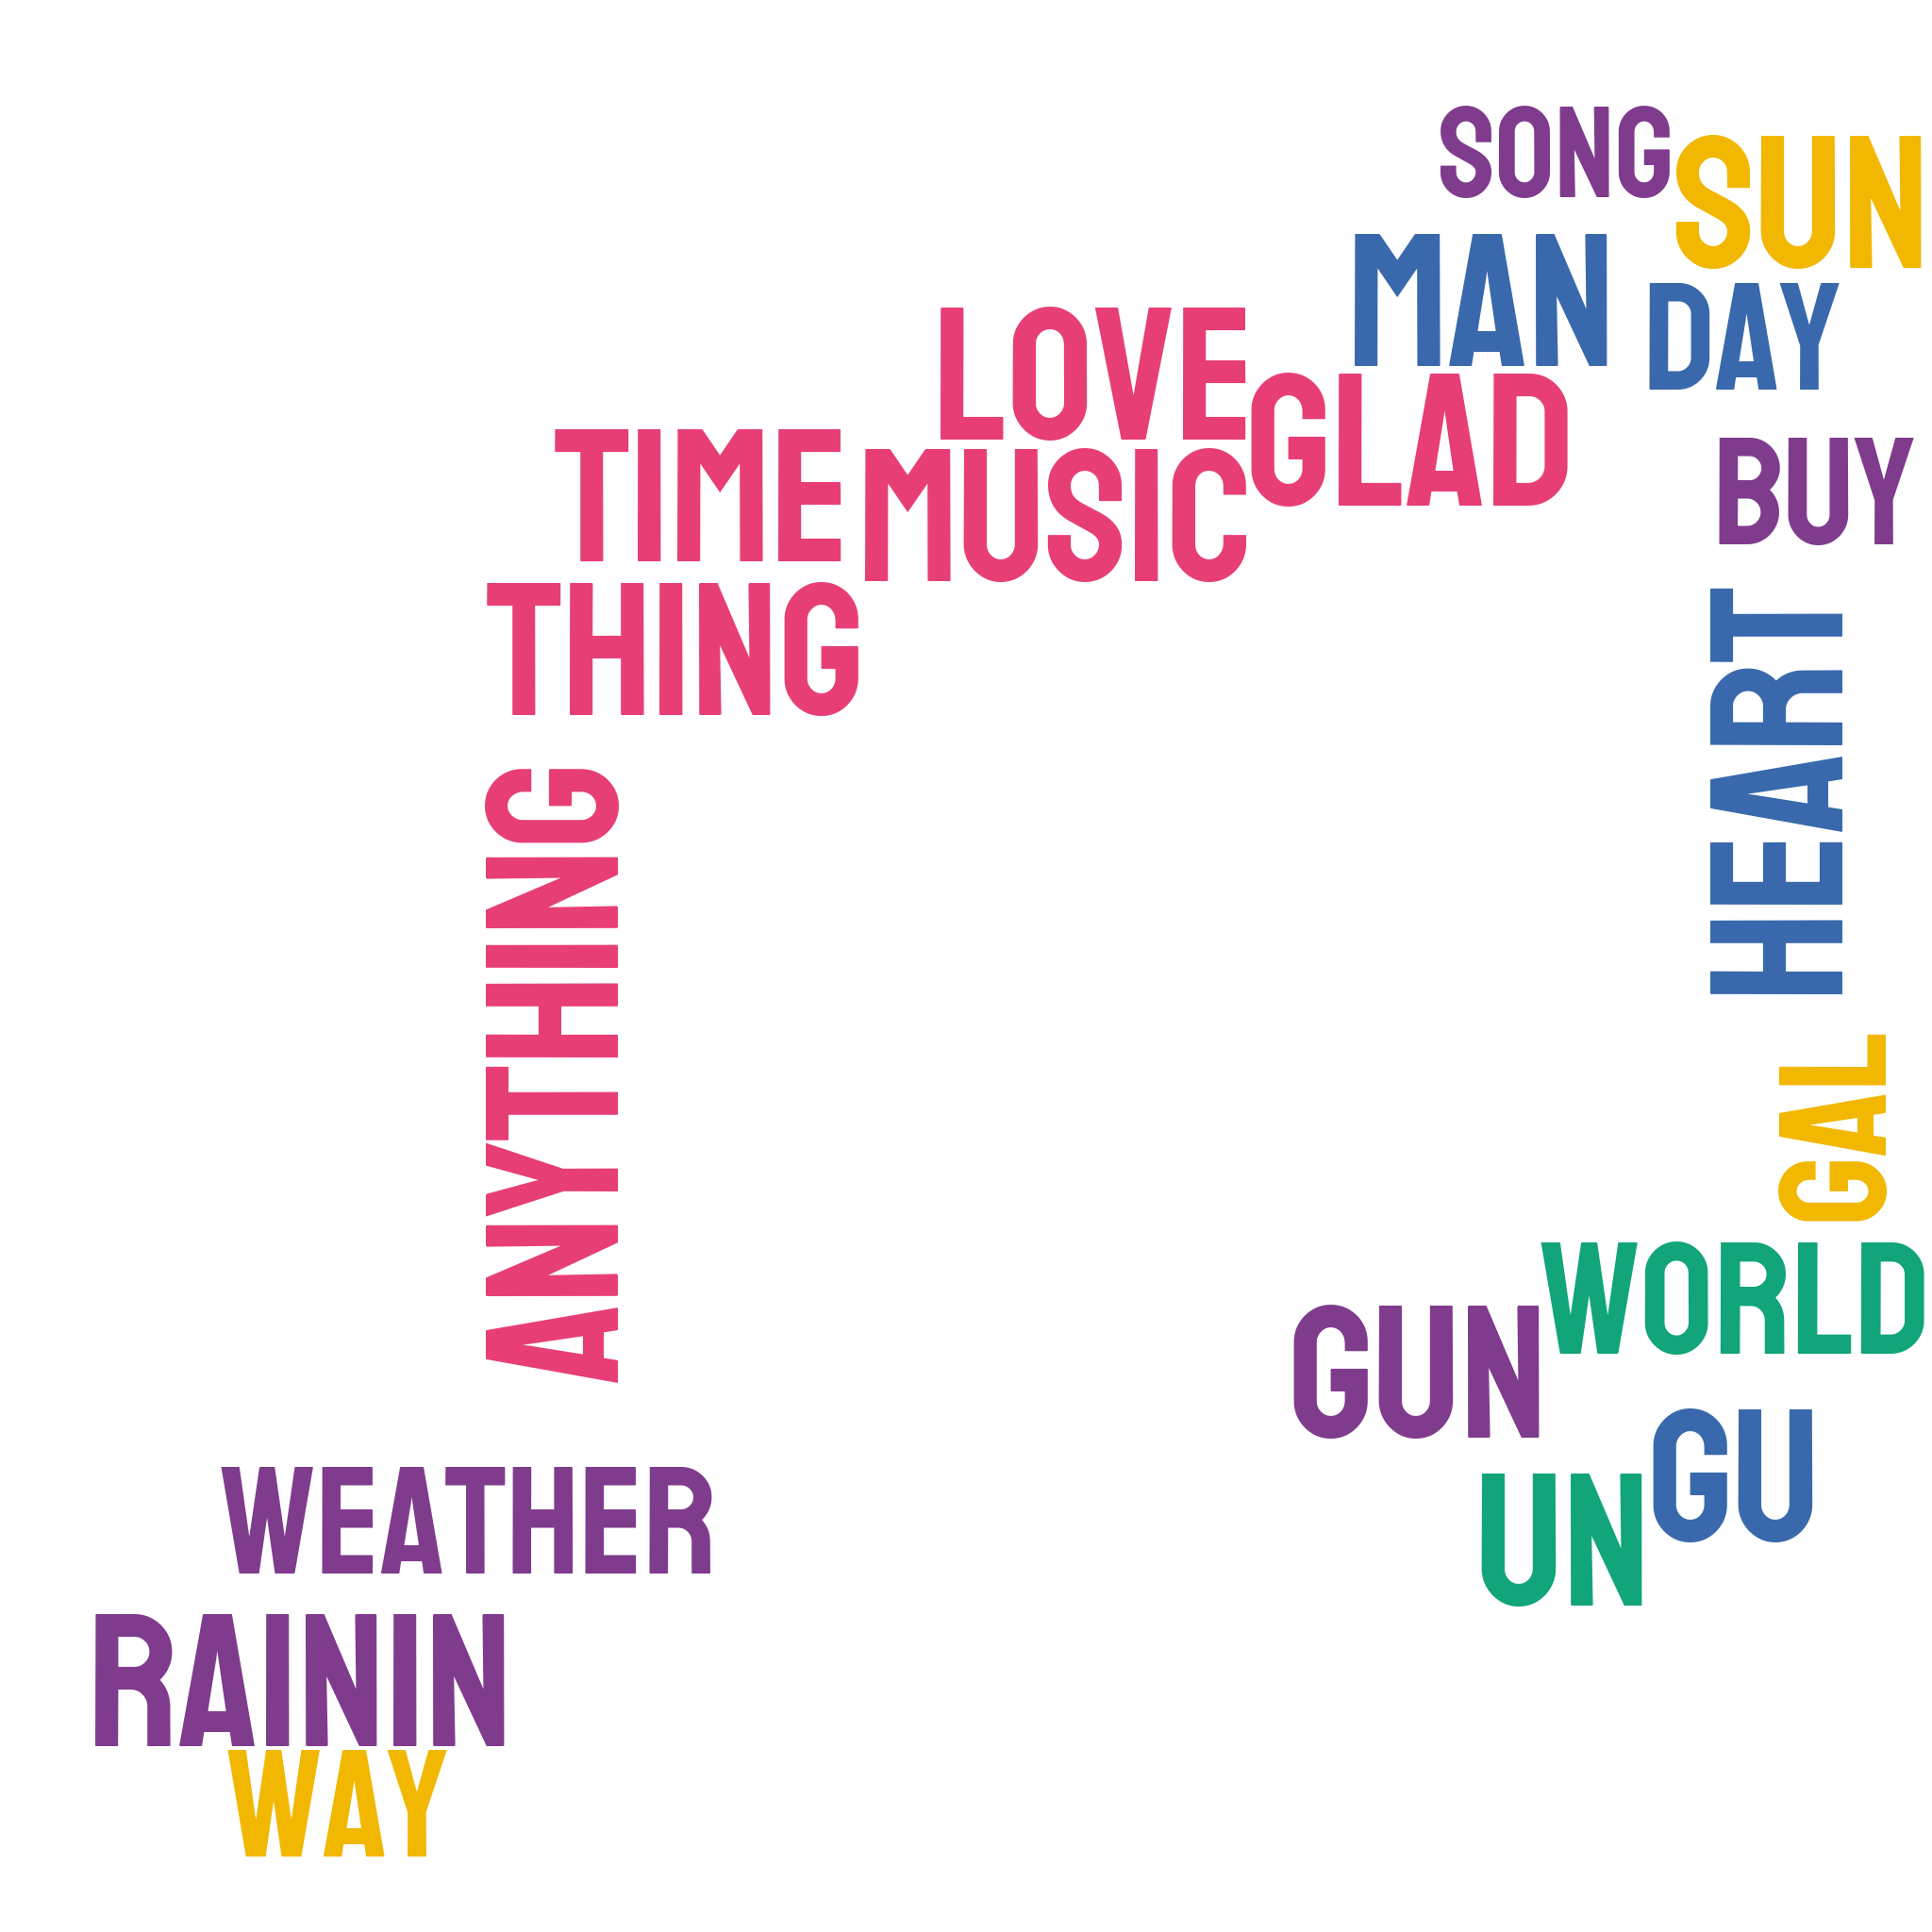 SONG
SUN
MAN
DAY
LOVE
GLAD
TIME
MUSIC
BUY
THING
HEART
ANYTHING
GAL
WORLD
GUN
GU
WEATHER
UN
RAININ
WAY